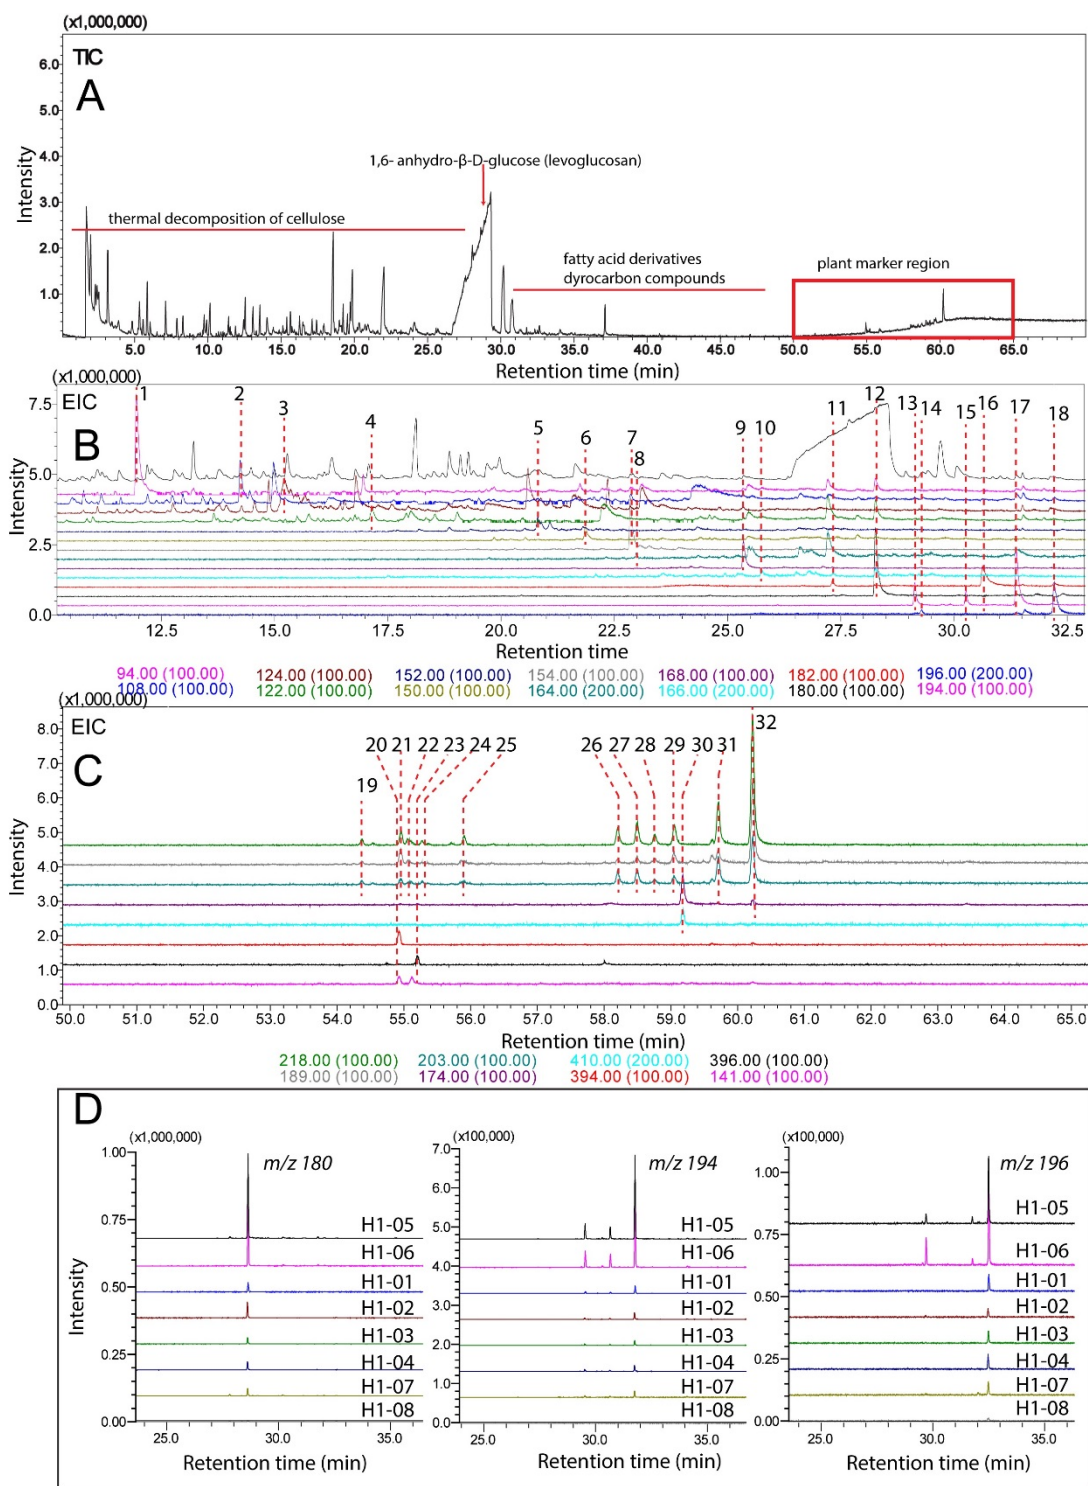 (x1,000,000)
TIC
A
6.0
5.0
4.0
3.0
2.0
1.0
Intensity
1,6- anhydro-β-D-glucose (levoglucosan)
thermal decomposition of cellulose
fatty acid derivatives
dyrocarbon compounds
plant marker region
5.0 10.0 15.0 20.0 25.0 30.0 35.0 40.0 45.0 50.0 55.0 60.0 65.0
Retention time (min)
(x1,000,000)
EIC
B
7.5
5.0
2.5
0.0
Intensity
1 2 3 4 5 6 7 8 9 10 11 12 13 14 15 16 17 18
12.5 15.0 17.5 20.0 22.5 25.0 27.5 30.0 32.5
Retention time
94.00 (100.00) 124.00 (100.00) 152.00 (100.00) 154.00 (100.00) 168.00 (100.00) 182.00 (100.00) 196.00 (200.00)
108.00 (100.00) 122.00 (100.00) 150.00 (100.00) 164.00 (200.00) 166.00 (200.00) 180.00 (100.00) 194.00 (100.00)
(x1,000,000)
EIC
C
8.0
7.0
6.0
5.0
4.0
3.0
2.0
1.0
0.0
Intensity
19 20 21 22 23 24 25 26 27 28 29 30 31 32
50.0 51.0 52.0 53.0 54.0 55.0 56.0 57.0 58.0 59.0 60.0 61.0 62.0 63.0 64.0 65.0
Retention time (min)
218.00 (100.00) 203.00 (100.00) 410.00 (200.00) 396.00 (100.00)
189.00 (100.00) 174.00 (100.00) 394.00 (100.00) 141.00 (100.00)
D
(x1,000,000)
m/z 180
1.00
0.75
0.50
0.25
0.00
Intensity
H1-05
H1-06
H1-01
H1-02
H1-03
H1-04
H1-07
H1-08
25.0 30.0 35.0
Retention time (min)
(x100,000)
m/z 194
7.0
6.0
5.0
4.0
3.0
2.0
1.0
0.0
H1-05
H1-06
H1-01
H1-02
H1-03
H1-04
H1-07
H1-08
25.0 30.0 35.0
Retention time (min)
(x100,000)
m/z 196
1.00
0.75
0.50
0.25
0.00
H1-05
H1-06
H1-01
H1-02
H1-03
H1-04
H1-07
H1-08
25.0 30.0 35.0
Retention time (min)